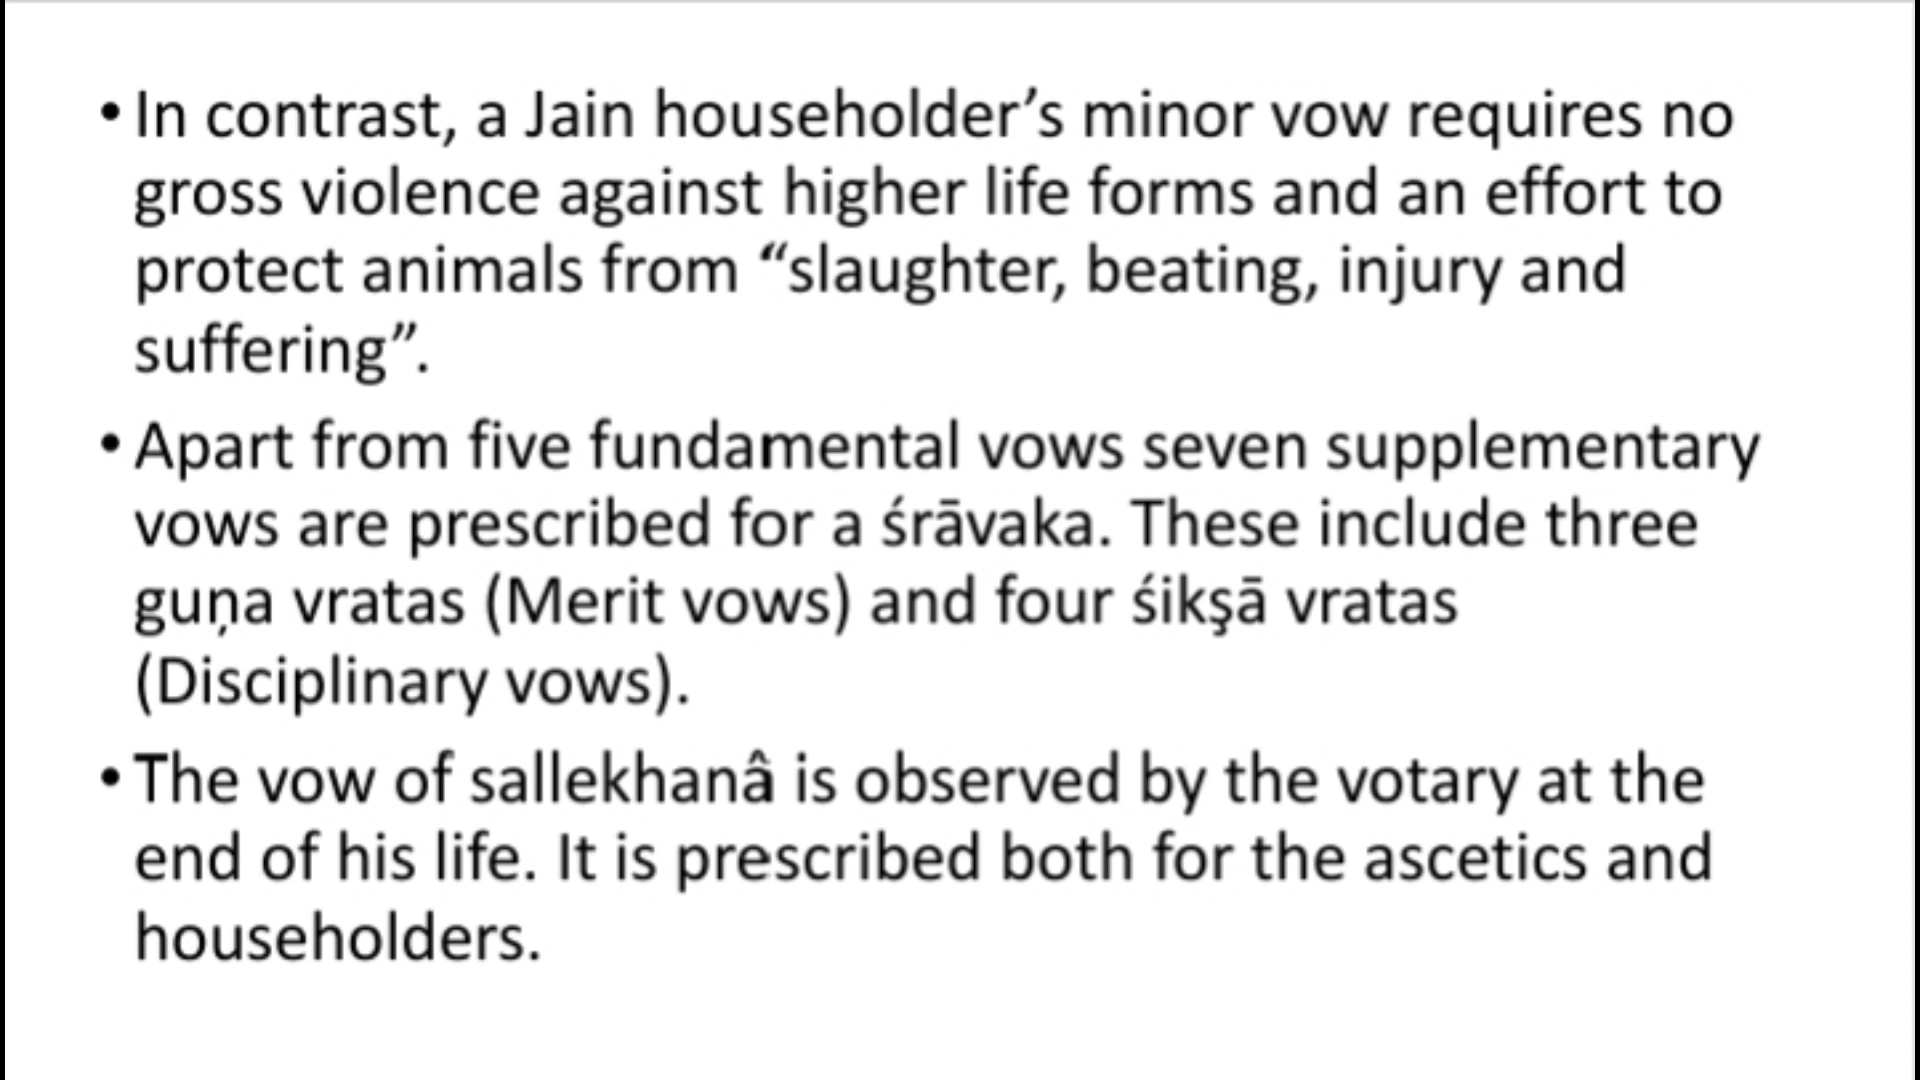 • In contrast, a Jain householder’s minor vow requires no
gross violence against higher life forms and an effort to
protect animals from “slaughter, beating, injury and
suffering”.
• Apart from five fundamental vows seven supplementary
vows are prescribed for a śrāvaka. These include three
guṇa vratas (Merit vows) and four śikşā vratas
(Disciplinary vows).
• The vow of sallekhanâ is observed by the votary at the
end of his life. It is prescribed both for the ascetics and
householders.